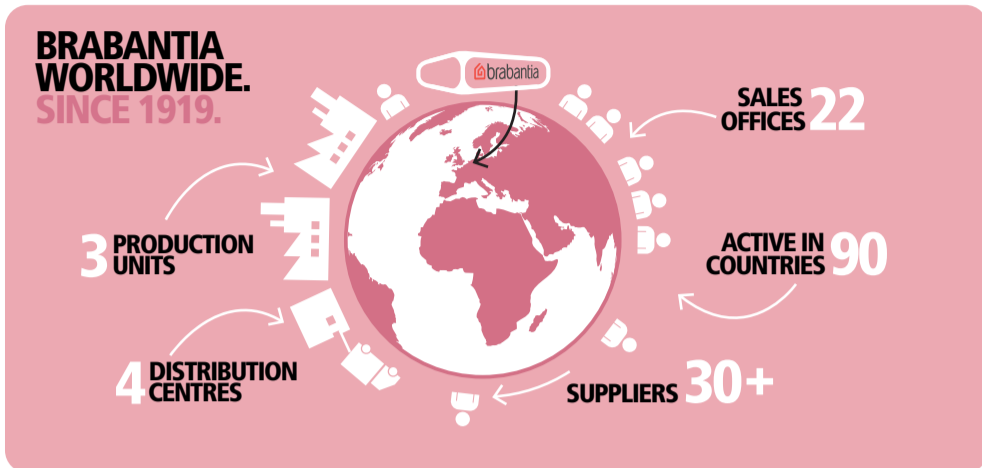 BRABANTIA
WORLDWIDE.
SINCE 1919.
brabantia
SALES
OFFICES 22
3 PRODUCTION
UNITS
ACTIVE IN
COUNTRIES 90
4 DISTRIBUTION
CENTRES
SUPPLIERS 30+